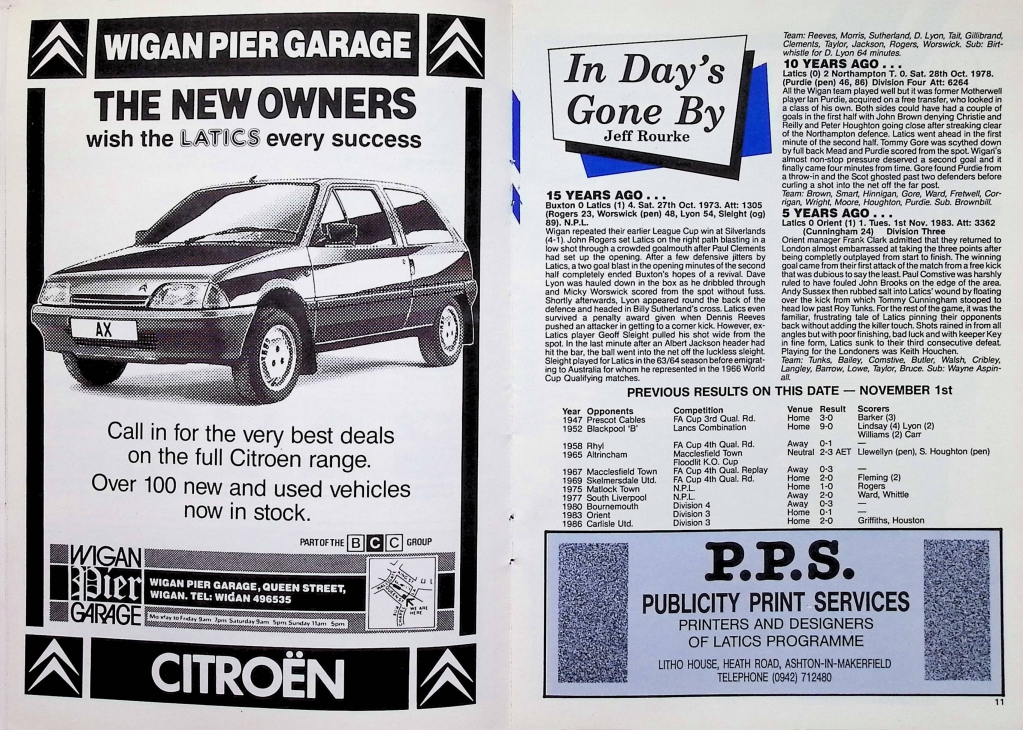 WIGAN PIER GARAGE
THE NEW OWNERS
wish the LATICS every success
AX
Call in for the very best deals
on the full Citroen range.
Over 100 new and used vehicles
now in stock.
PART OF THE BCC GROUP
WIGAN
Pier
GARAGE
WIGAN PIER GARAGE, QUEEN STREET,
WIGAN. TEL: WIGAN 496535
Monday to Friday 9am 7pm Saturday 9am 5pm Sunday 11am 5pm
WE ARE
HERE
CITROËN
In Day's
Gone By
Jeff Rourke
15 YEARS AGO . . .
Buxton 0 Latics (1) 4. Sat. 27th Oct. 1973. Att: 1305
(Rogers 23, Worswick (pen) 48, Lyon 54, Sleight (og)
89). N.P.L.
Wigan repeated their earlier League Cup win at Silverlands
(4-1). John Rogers set Latics on the right path blasting in a
low shot through a crowded goalmouth after Paul Clements
had set up the opening. After a few defensive jitters by
Latics, a two goal blast in the opening minutes of the second
half completely ended Buxton's hopes of a revival. Dave
Lyon was hauled down in the box as he dribbled through
and Micky Worswick scored from the spot without fuss.
Shortly afterwards, Lyon appeared round the back of the
defence and headed in Billy Sutherland's cross. Latics even
survived a penalty award given when Dennis Reeves
pushed an attacker in getting to a corner kick. However, ex-
Latics player Geoff Sleight pulled his shot wide from the
spot. In the last minute after an Albert Jackson header had
hit the bar, the ball went into the net off the luckless sleight.
Sleight played for Latics in the 63/64 season before emigrat-
ing to Australia for whom he represented in the 1966 World
Cup Qualifying matches.
Team: Reeves, Morris, Sutherland, D. Lyon, Tait, Gillibrand,
Clements, Taylor, Jackson, Rogers, Worswick. Sub: Birt-
whistle for D. Lyon 64 minutes.
10 YEARS AGO . . .
Latics (0) 2 Northampton T. 0. Sat. 28th Oct. 1978.
(Purdie (pen) 46, 86) Division Four Att: 6264
All the Wigan team played well but it was former Motherwell
player Ian Purdie, acquired on a free transfer, who looked in
a class of his own. Both sides could have had a couple of
goals in the first half with John Brown denying Christie and
Reilly and Peter Houghton going close after streaking clear
of the Northampton defence. Latics went ahead in the first
minute of the second half. Tommy Gore was scythed down
by full back Mead and Purdie scored from the spot. Wigan's
almost non-stop pressure deserved a second goal and it
finally came four minutes from time. Gore found Purdie from
a throw-in and the Scot ghosted past two defenders before
curling a shot into the net off the far post.
Team: Brown, Smart, Hinnigan, Gore, Ward, Fretwell, Cor-
rigan, Wright, Moore, Houghton, Purdie. Sub. Brownbill.
5 YEARS AGO . . .
Latics 0 Orient (1) 1. Tues. 1st Nov. 1983. Att: 3362
(Cunningham 24) Division Three
Orient manager Frank Clark admitted that they returned to
London almost embarrassed at taking the three points after
being completly outplayed from start to finish. The winning
goal came from their first attack of the match from a free kick
that was dubious to say the least. Paul Comstive was harshly
ruled to have fouled John Brooks on the edge of the area.
Andy Sussex then rubbed salt into Latics' wound by floating
over the kick from which Tommy Cunningham stooped to
head low past Roy Tunks. For the rest of the game, it was the
familiar, frustrating tale of Latics pinning their opponents
back without adding the killer touch. Shots rained in from all
angles but with poor finishing, bad luck and with keeper Key
in fine form, Latics sunk to their third consecutive defeat.
Playing for the Londoners was Keith Houchen.
Team: Tunks, Bailey, Comstive, Butler, Walsh, Cribley,
Langley, Barrow, Lowe, Taylor, Bruce. Sub: Wayne Aspin-
all.
PREVIOUS RESULTS ON THIS DATE — NOVEMBER 1st
Year Opponents Competition Venue Result Scorers
1947 Prescot Cables FA Cup 3rd Qual. Rd. Home 3-0 Barker (3)
1952 Blackpool 'B' Lancs Combination Home 9-0 Lindsay (4) Lyon (2)
Williams (2) Carr
1958 Rhyl FA Cup 4th Qual. Rd. Away 0-1 —
1965 Altrincham Macclesfield Town Neutral 2-3 AET Llewellyn (pen), S. Houghton (pen)
Floodlit K.O. Cup
1967 Macclesfield Town FA Cup 4th Qual. Replay Away 0-3 —
1969 Skelmersdale Utd. FA Cup 4th Qual. Rd. Home 2-0 Fleming (2)
1975 Matlock Town N.P.L. Home 1-0 Rogers
1977 South Liverpool N.P.L. Away 2-0 Ward, Whittle
1980 Bournemouth Division 4 Away 0-3 —
1983 Orient Division 3 Home 0-1 —
1986 Carlisle Utd. Division 3 Home 2-0 Griffiths, Houston
P.P.S.
PUBLICITY PRINT SERVICES
PRINTERS AND DESIGNERS
OF LATICS PROGRAMME
LITHO HOUSE, HEATH ROAD, ASHTON-IN-MAKERFIELD
TELEPHONE (0942) 712480
11